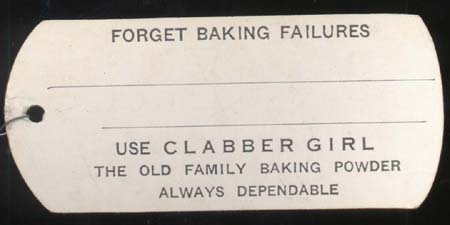 FORGET BAKING FAILURES
USE CLABBER GIRL
THE OLD FAMILY BAKING POWDER
ALWAYS DEPENDABLE